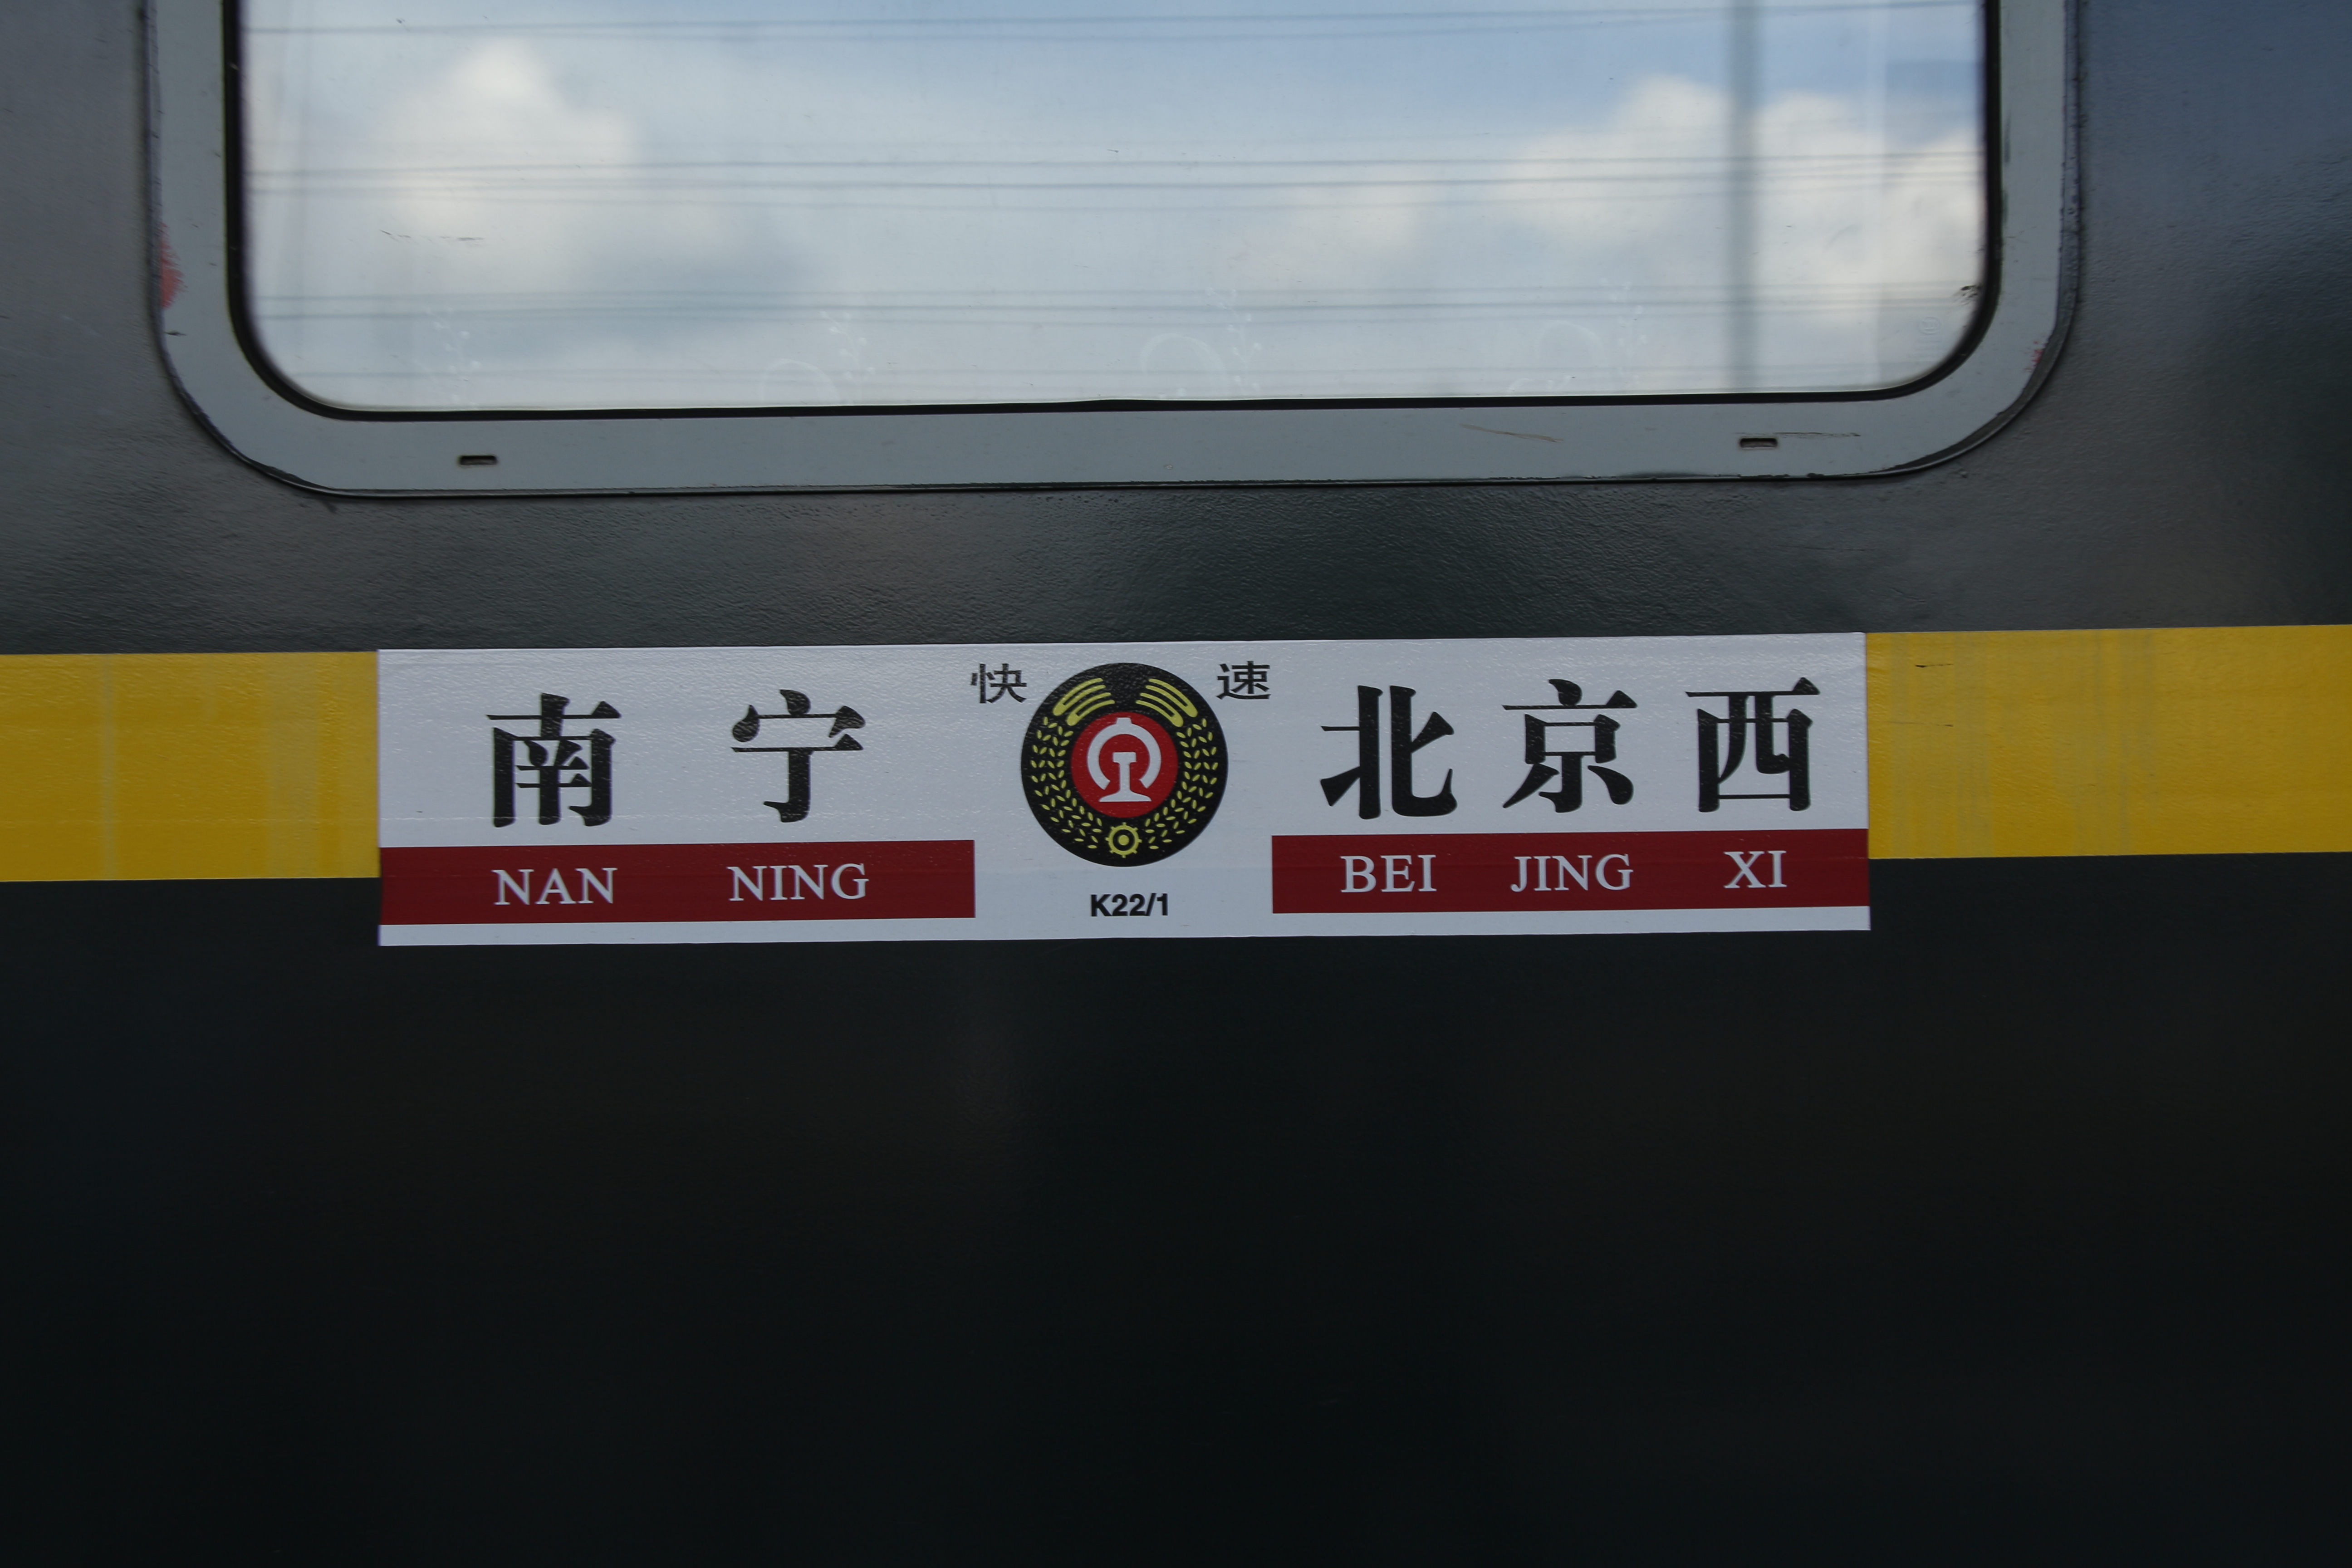 快 速
南 宁 北 京 西
NAN NING BEI JING XI
K22/1